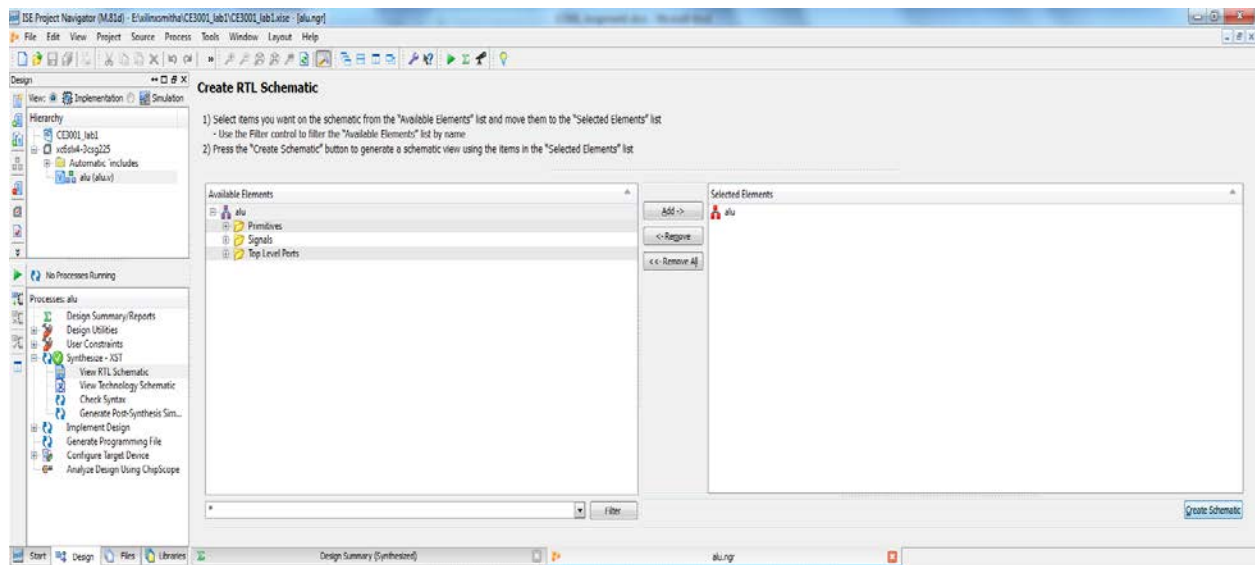 ISE Project Navigator (M.81d) - E:\xilinxsmitha\CE3001_lab1\CE3001_lab1.xise - [alu.ngr]
File Edit View Project Source Process Tools Window Layout Help
Design
View: Implementation Simulation
Hierarchy
CE3001_lab1
xc6slx4-3csg225
Automatic `includes
alu (alu.v)
No Processes Running
Processes: alu
Design Summary/Reports
Design Utilities
User Constraints
Synthesize - XST
View RTL Schematic
View Technology Schematic
Check Syntax
Generate Post-Synthesis Sim...
Implement Design
Generate Programming File
Configure Target Device
Analyze Design Using ChipScope
Create RTL Schematic
1) Select items you want on the schematic from the "Available Elements" list and move them to the "Selected Elements" list
- Use the Filter control to filter the "Available Elements" list by name
2) Press the "Create Schematic" button to generate a schematic view using the items in the "Selected Elements" list
Available Elements
alu
Primitives
Signals
Top Level Ports
Add ->
<- Remove
<<- Remove All
Selected Elements
alu
*
Filter
Create Schematic
Start Design Files Libraries
Design Summary (Synthesized)
alu.ngr